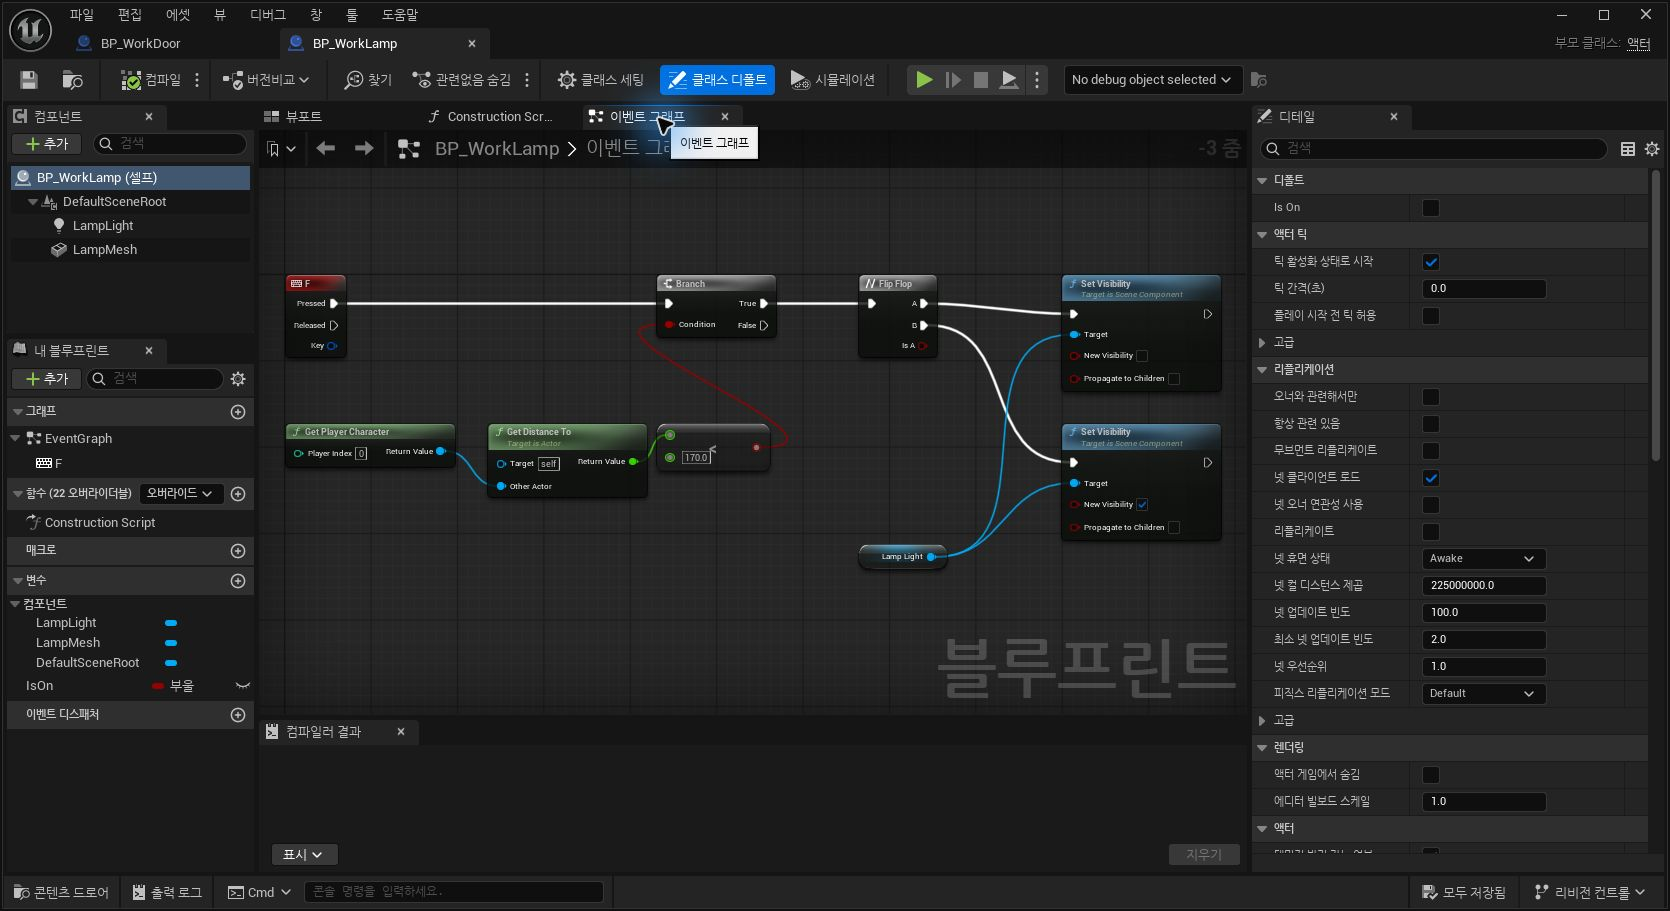 파일 편집 에셋 뷰 디버그 창 툴 도움말
BP_WorkDoor
BP_WorkLamp
부모 클래스: 액터
컴파일
버전비교
찾기
관련없음 숨김
클래스 세팅
클래스 디폴트
시뮬레이션
No debug object selected
컴포넌트
추가
검색
BP_WorkLamp (셀프)
DefaultSceneRoot
LampLight
LampMesh
내 블루프린트
추가
검색
그래프
EventGraph
F
함수 (22 오버라이더블)
오버라이드
Construction Script
매크로
변수
컴포넌트
LampLight
LampMesh
DefaultSceneRoot
IsOn
부울
이벤트 디스패처
뷰포트
Construction Scr...
이벤트 그래프
BP_WorkLamp
이벤트 그래프
-3 줌
F
Pressed
Released
Key
Branch
True
Condition
False
Flip Flop
A
B
Is A
Set Visibility
Target is Scene Component
Target
New Visibility
Propagate to Children
Get Player Character
Player Index 0
Return Value
Get Distance To
Target is Actor
Target self
Return Value
Other Actor
170.0
<
Set Visibility
Target is Scene Component
Target
New Visibility
Propagate to Children
Lamp Light
블루프린트
컴파일러 결과
표시
지우기
디테일
검색
디폴트
Is On
액터 틱
틱 활성화 상태로 시작
틱 간격(초) 0.0
플레이 시작 전 틱 허용
고급
리플리케이션
오너와 관련해서만
항상 관련 있음
무브먼트 리플리케이트
넷 클라이언트 로드
넷 오너 연관성 사용
리플리케이트
넷 휴면 상태 Awake
넷 컬 디스턴스 제곱 225000000.0
넷 업데이트 빈도 100.0
최소 넷 업데이트 빈도 2.0
넷 우선순위 1.0
피직스 리플리케이션 모드 Default
고급
렌더링
액터 게임에서 숨김
에디터 빌보드 스케일 1.0
액터
콘텐츠 드로어
출력 로그
Cmd
콘솔 명령을 입력하세요.
모두 저장됨
리비전 컨트롤